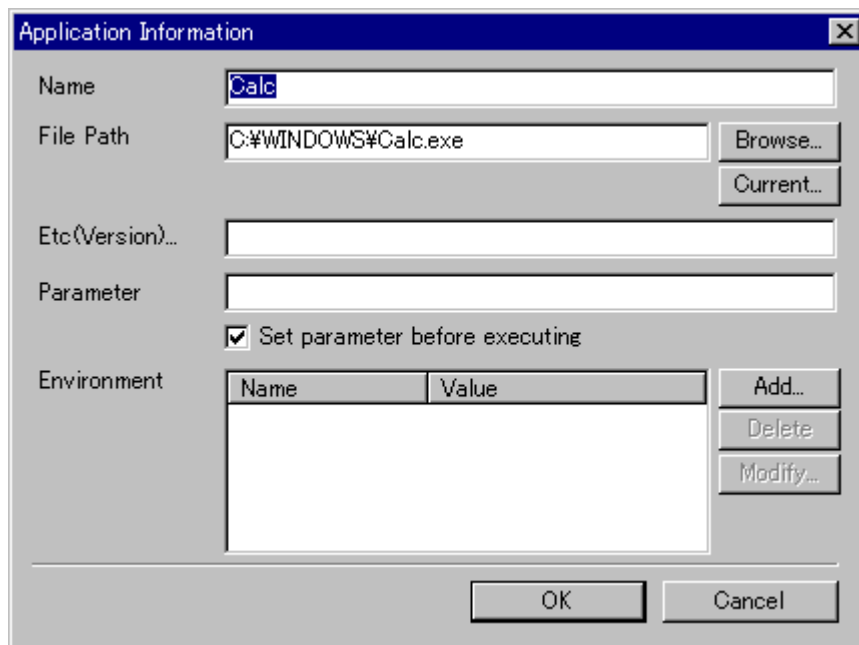 Application Information
Name
Calc
File Path
C:¥WINDOWS¥Calc.exe
Browse...
Current...
Etc(Version)...
Parameter
Set parameter before executing
Environment
Name Value
Add...
Delete
Modify...
OK Cancel